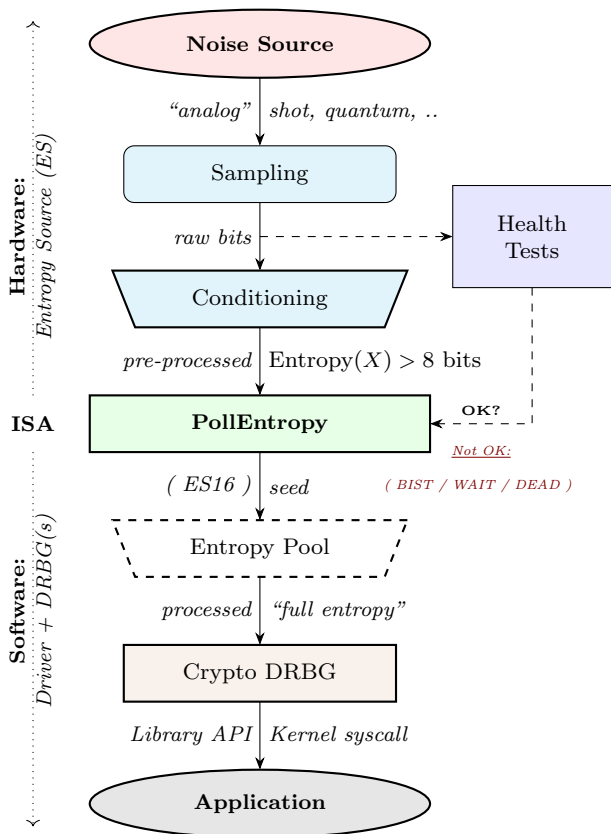 Noise Source
"analog" shot, quantum, ..
Sampling
Hardware:
Entropy Source (ES)
raw bits
Health
Tests
Conditioning
pre-processed Entropy(X) > 8 bits
ISA
PollEntropy
OK?
Not OK:
( BIST / WAIT / DEAD )
( ES16 ) seed
Entropy Pool
Software:
Driver + DRBG(s)
processed "full entropy"
Crypto DRBG
Library API Kernel syscall
Application